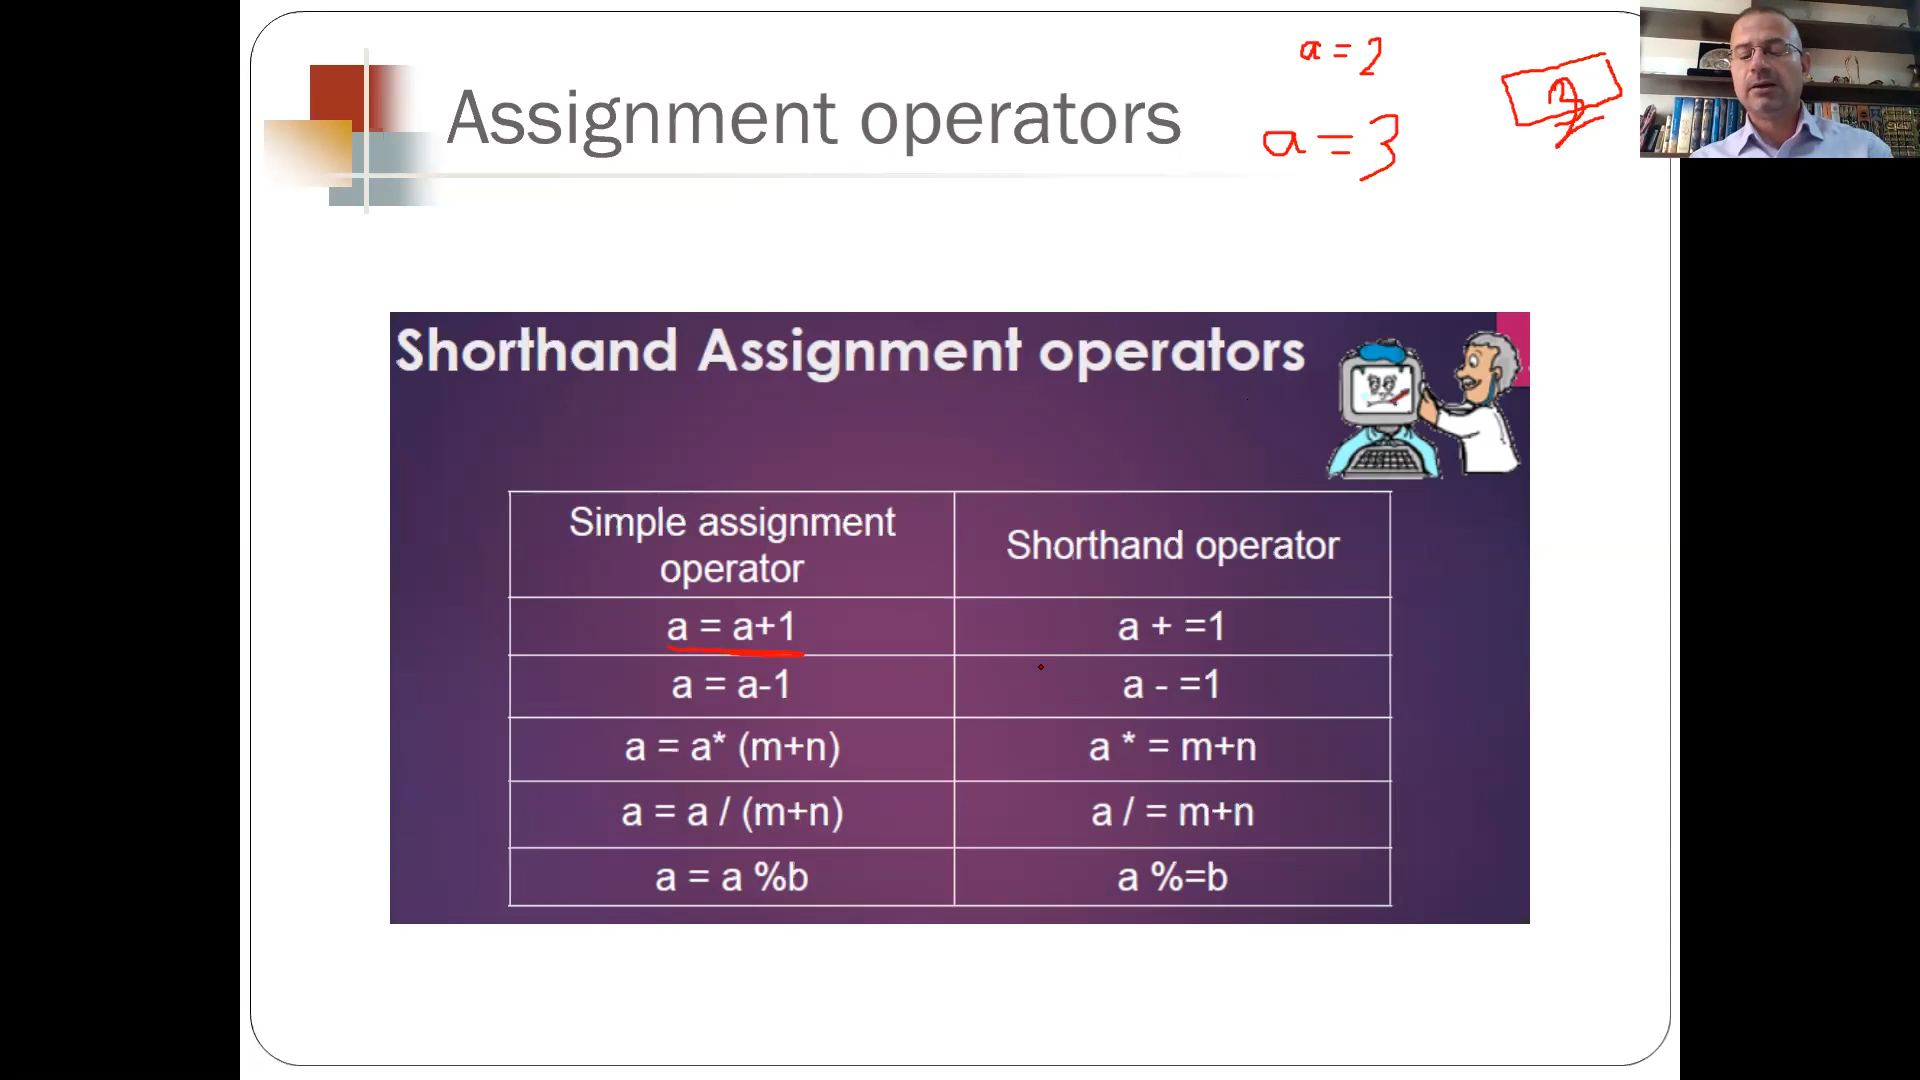 a = 2
Assignment operators
a = 3
Shorthand Assignment operators
Simple assignment
operator
Shorthand operator
a = a+1
a + =1
a = a-1
a - =1
a = a* (m+n)
a * = m+n
a = a / (m+n)
a / = m+n
a = a %b
a %=b